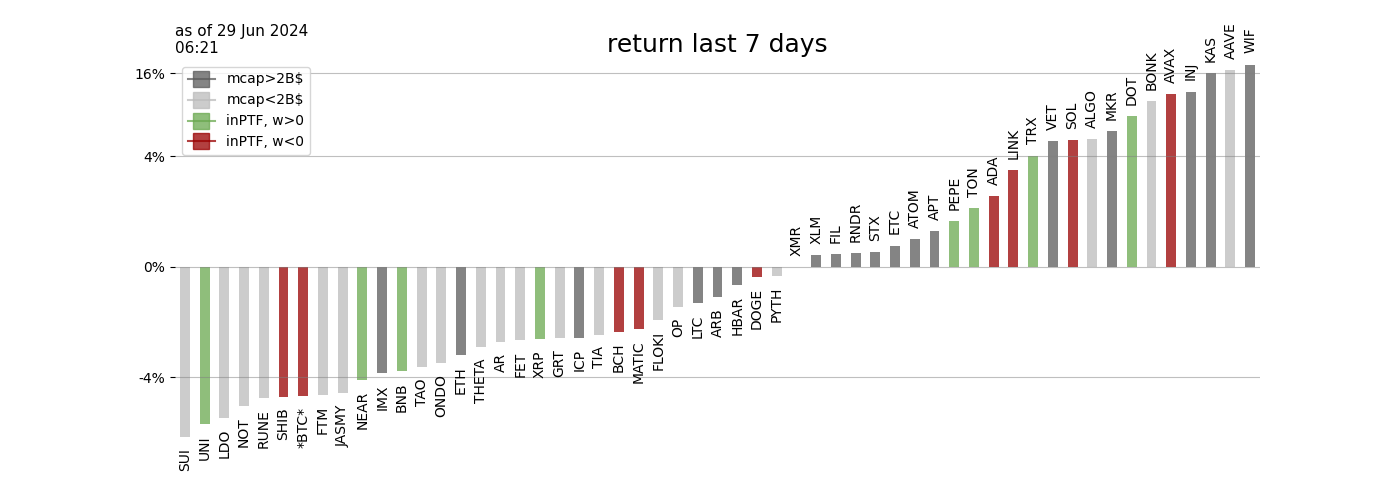 as of 29 Jun 2024
06:21
return last 7 days
mcap>2B$
mcap<2B$
inPTF, w>0
inPTF, w<0
16%
4%
0%
-4%
SUI
UNI
LDO
NOT
RUNE
SHIB
*BTC*
FTM
JASMY
NEAR
IMX
BNB
TAO
ONDO
ETH
THETA
AR
FET
XRP
GRT
ICP
TIA
BCH
MATIC
FLOKI
OP
LTC
ARB
HBAR
DOGE
PYTH
XMR
XLM
FIL
RNDR
STX
ETC
ATOM
APT
PEPE
TON
ADA
LINK
TRX
VET
SOL
ALGO
MKR
DOT
BONK
AVAX
INJ
KAS
AAVE
WIF